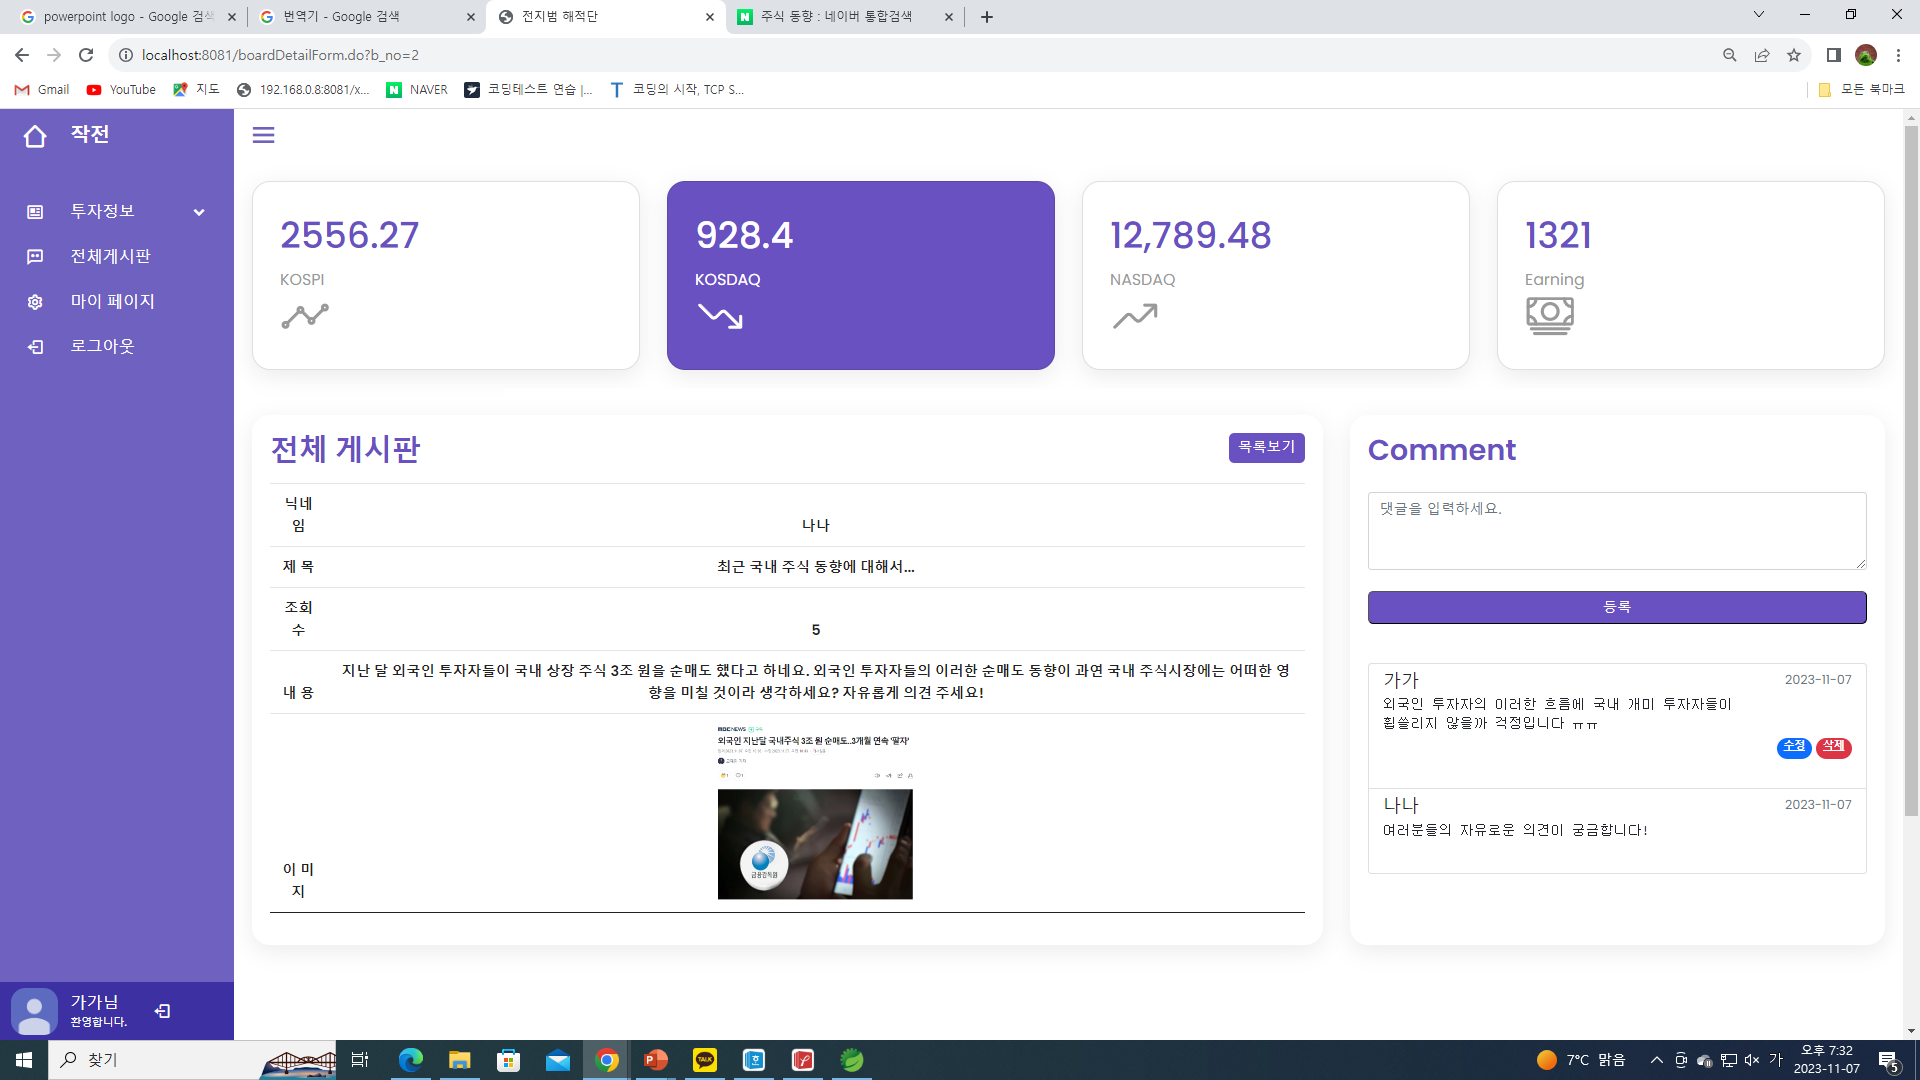 powerpoint logo - Google 검색
번역기 - Google 검색
전지범 해적단
주식 동향 : 네이버 통합검색
localhost:8081/boardDetailForm.do?b_no=2
Gmail
YouTube
지도
192.168.0.8:8081/x...
NAVER
코딩테스트 연습 |...
코딩의 시작, TCP S...
모든 북마크
작전
투자정보
전체게시판
마이 페이지
로그아웃
2556.27
KOSPI
928.4
KOSDAQ
12,789.48
NASDAQ
1321
Earning
전체 게시판
목록보기
닉네
임
나나
제 목
최근 국내 주식 동향에 대해서...
조회
수
5
내 용
지난 달 외국인 투자자들이 국내 상장 주식 3조 원을 순매도 했다고 하네요. 외국인 투자자들의 이러한 순매도 동향이 과연 국내 주식시장에는 어떠한 영
향을 미칠 것이라 생각하세요? 자유롭게 의견 주세요!
이 미
지
MBC NEWS
외국인 지난달 국내주식 3조 원 순매도..3개월 연속 '팔자'
금융감독원
Comment
댓글을 입력하세요.
등록
가가
2023-11-07
외국인 투자자의 이러한 흐름에 국내 개미 투자자들이
휩쓸리지 않을까 걱정입니다 ㅠㅠ
수정
삭제
나나
2023-11-07
여러분들의 자유로운 의견이 궁금합니다!
가가님
환영합니다.
찾기
7°C 맑음
가
오후 7:32
2023-11-07
5